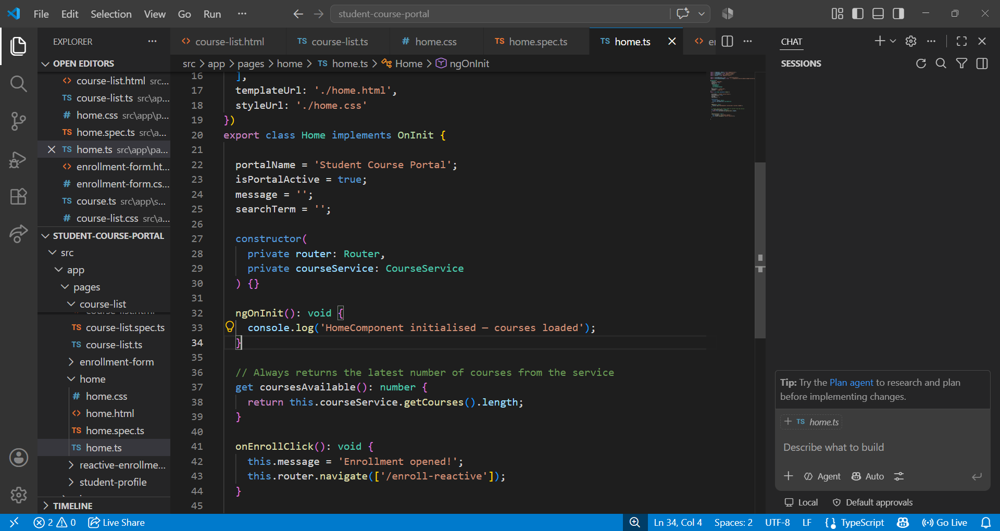 File Edit Selection View Go Run ···
student-course-portal
EXPLORER ···
OPEN EDITORS
<> course-list.html src...
TS course-list.ts src\ap...
# home.css src\app\p...
TS home.spec.ts src\a...
TS home.ts src\app\pa...
<> enrollment-form.ht...
# enrollment-form.cs...
TS course.ts src\app\s...
# course-list.css src\a...
STUDENT-COURSE-PORTAL
src
app
pages
course-list
TS course-list.spec.ts
TS course-list.ts
enrollment-form
home
# home.css
<> home.html
TS home.spec.ts
TS home.ts
reactive-enrollme...
student-profile
TIMELINE
<> course-list.html TS course-list.ts # home.css TS home.spec.ts TS home.ts
src > app > pages > home > TS home.ts > Home > ngOnInit
16 ],
17 templateUrl: './home.html',
18 styleUrl: './home.css'
19 })
20 export class Home implements OnInit {
21
22 portalName = 'Student Course Portal';
23 isPortalActive = true;
24 message = '';
25 searchTerm = '';
26
27 constructor(
28 private router: Router,
29 private courseService: CourseService
30 ) {}
31
32 ngOnInit(): void {
33 console.log('HomeComponent initialised – courses loaded');
34 }
35
36 // Always returns the latest number of courses from the service
37 get coursesAvailable(): number {
38 return this.courseService.getCourses().length;
39 }
40
41 onEnrollClick(): void {
42 this.message = 'Enrollment opened!';
43 this.router.navigate(['/enroll-reactive']);
44 }
45
CHAT
SESSIONS
Tip: Try the Plan agent to research and plan
before implementing changes.
+ TS home.ts
Describe what to build
Agent Auto
Local Default approvals
2 0 Live Share Ln 34, Col 4 Spaces: 2 UTF-8 LF {} TypeScript Go Live